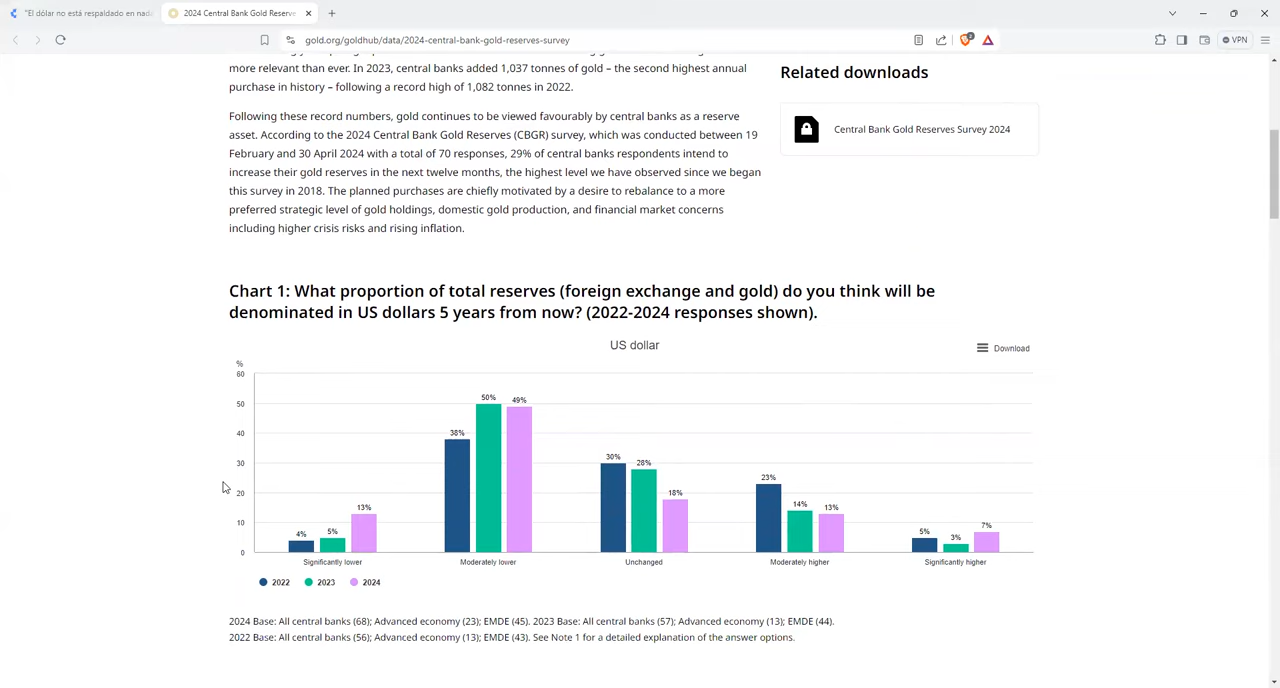 "El dólar no está respaldado en nada
2024 Central Bank Gold Reserve
gold.org/goldhub/data/2024-central-bank-gold-reserves-survey
VPN
more relevant than ever. In 2023, central banks added 1,037 tonnes of gold – the second highest annual
purchase in history – following a record high of 1,082 tonnes in 2022.
Following these record numbers, gold continues to be viewed favourably by central banks as a reserve
asset. According to the 2024 Central Bank Gold Reserves (CBGR) survey, which was conducted between 19
February and 30 April 2024 with a total of 70 responses, 29% of central banks respondents intend to
increase their gold reserves in the next twelve months, the highest level we have observed since we began
this survey in 2018. The planned purchases are chiefly motivated by a desire to rebalance to a more
preferred strategic level of gold holdings, domestic gold production, and financial market concerns
including higher crisis risks and rising inflation.
Related downloads
Central Bank Gold Reserves Survey 2024
Chart 1: What proportion of total reserves (foreign exchange and gold) do you think will be
denominated in US dollars 5 years from now? (2022-2024 responses shown).
US dollar
Download
%
60
50
40
30
20
10
0
4% 5% 13%
38% 50% 49%
30% 28% 18%
23% 14% 13%
5% 3% 7%
Significantly lower Moderately lower Unchanged Moderately higher Significantly higher
2022 2023 2024
2024 Base: All central banks (68); Advanced economy (23); EMDE (45). 2023 Base: All central banks (57); Advanced economy (13); EMDE (44).
2022 Base: All central banks (56); Advanced economy (13); EMDE (43). See Note 1 for a detailed explanation of the answer options.